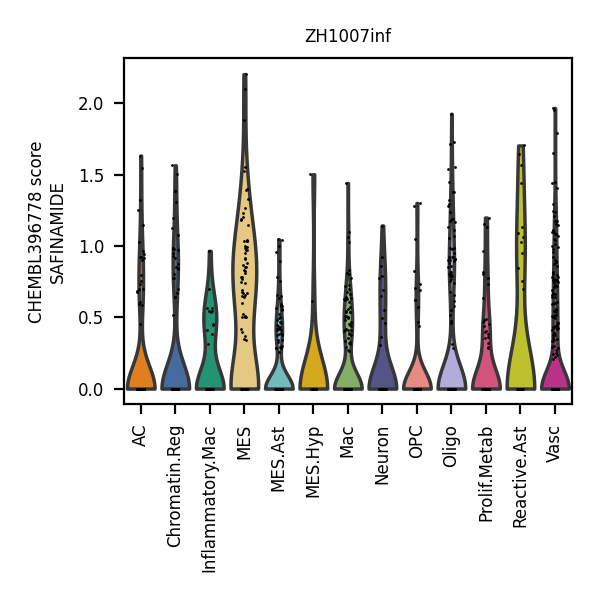 ZH1007inf
CHEMBL396778 score
SAFINAMIDE
2.0
1.5
1.0
0.5
0.0
AC
Chromatin.Reg
Inflammatory.Mac
MES
MES.Ast
MES.Hyp
Mac
Neuron
OPC
Oligo
Prolif.Metab
Reactive.Ast
Vasc